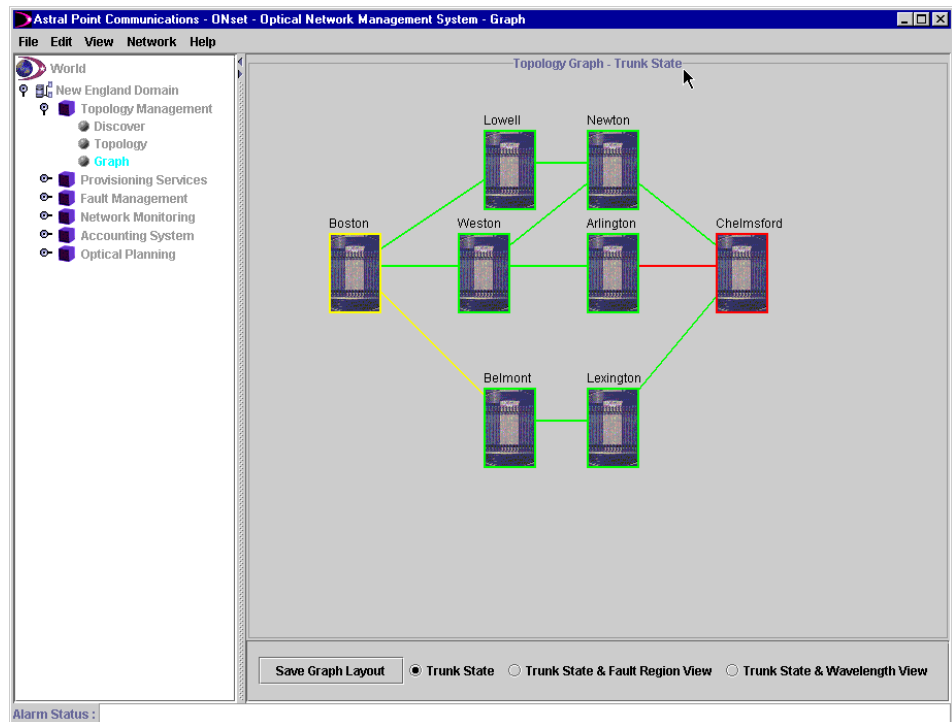 Astral Point Communications - ONset - Optical Network Management System - Graph
File Edit View Network Help
World
New England Domain
Topology Management
Discover
Topology
Graph
Provisioning Services
Fault Management
Network Monitoring
Accounting System
Optical Planning
Topology Graph - Trunk State
Lowell Newton
Boston Weston Arlington Chelmsford
Belmont Lexington
Save Graph Layout Trunk State Trunk State & Fault Region View Trunk State & Wavelength View
Alarm Status :